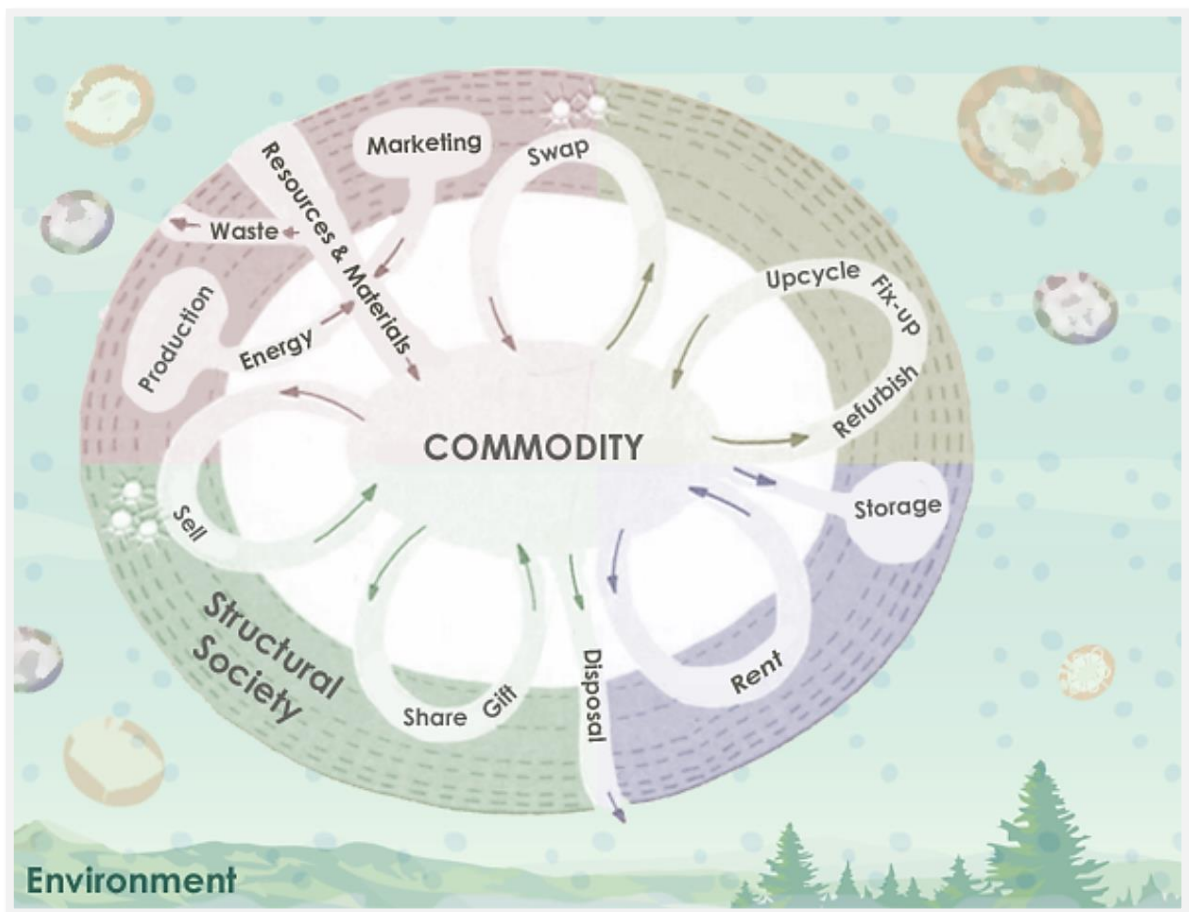 Marketing
Swap
Resources & Materials
Waste
Upcycle
Fix-up
Production
Energy
Refurbish
COMMODITY
Sell
Storage
Structural
Society
Share
Gift
Disposal
Rent
Environment